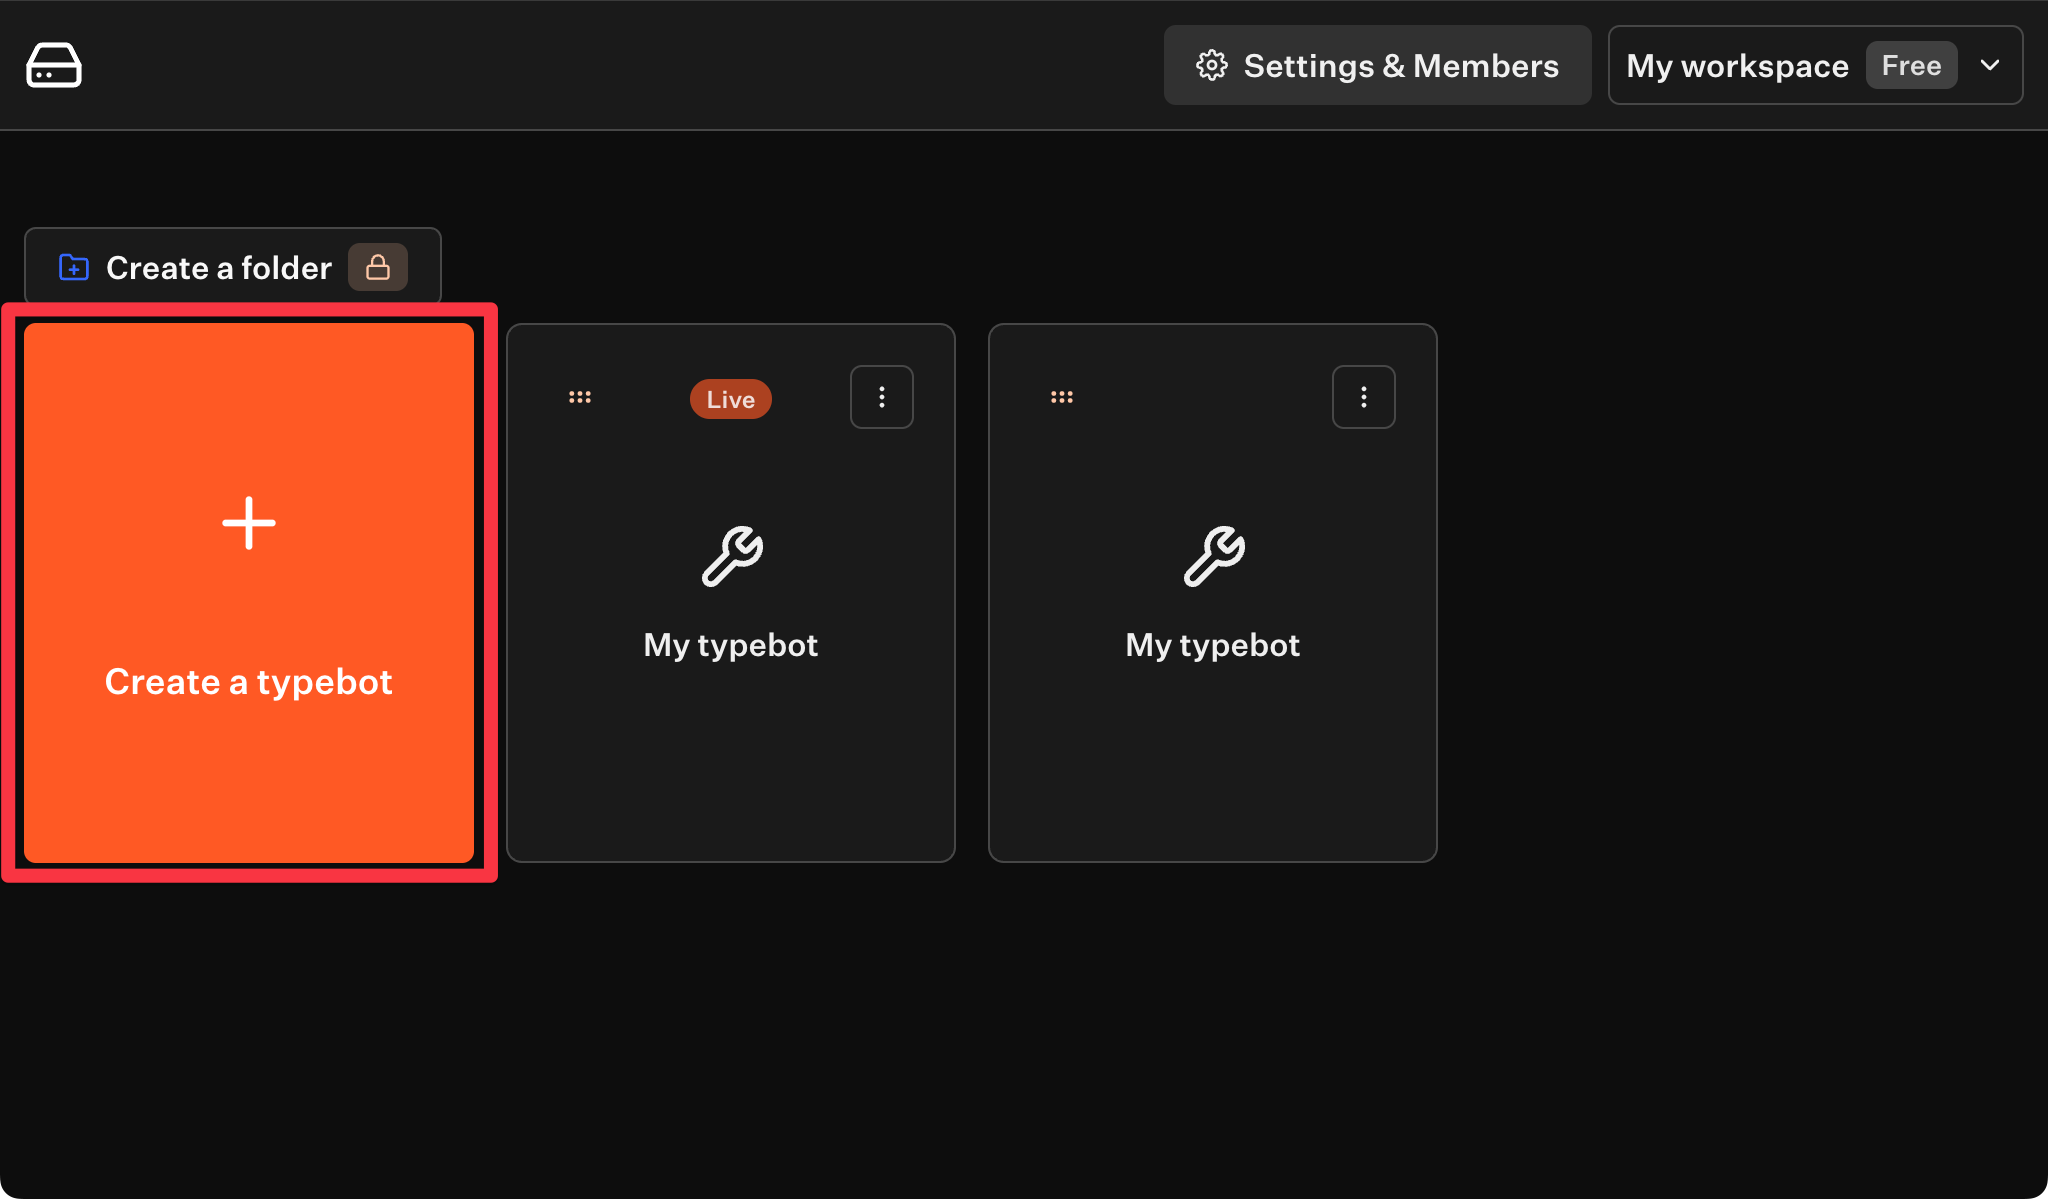 Settings & Members
My workspace Free
Create a folder
Live
Create a typebot
My typebot
My typebot